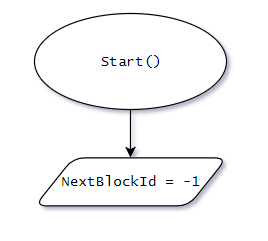 Start()
NextBlockId = -1